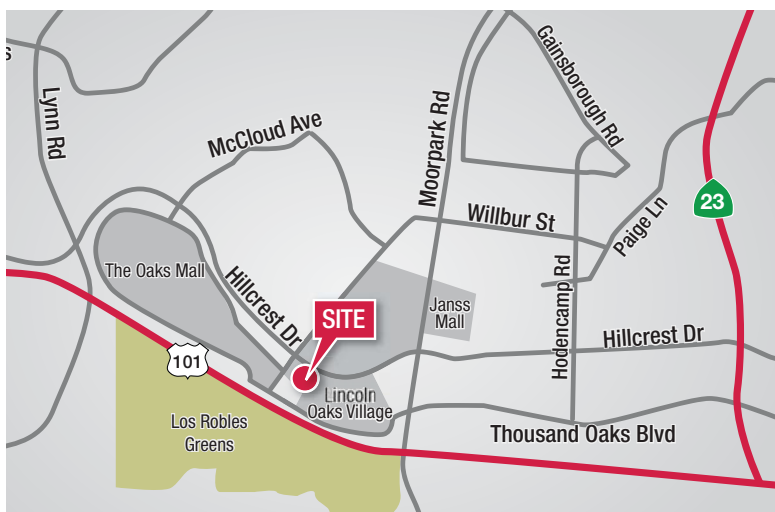 s
Lynn Rd
McCloud Ave
Moorpark Rd
Gainsborough Rd
23
Willbur St
Paige Ln
The Oaks Mall
Hillcrest Dr
SITE
Janss
Mall
Hodencamp Rd
Hillcrest Dr
101
Lincoln
Oaks Village
Los Robles
Greens
Thousand Oaks Blvd